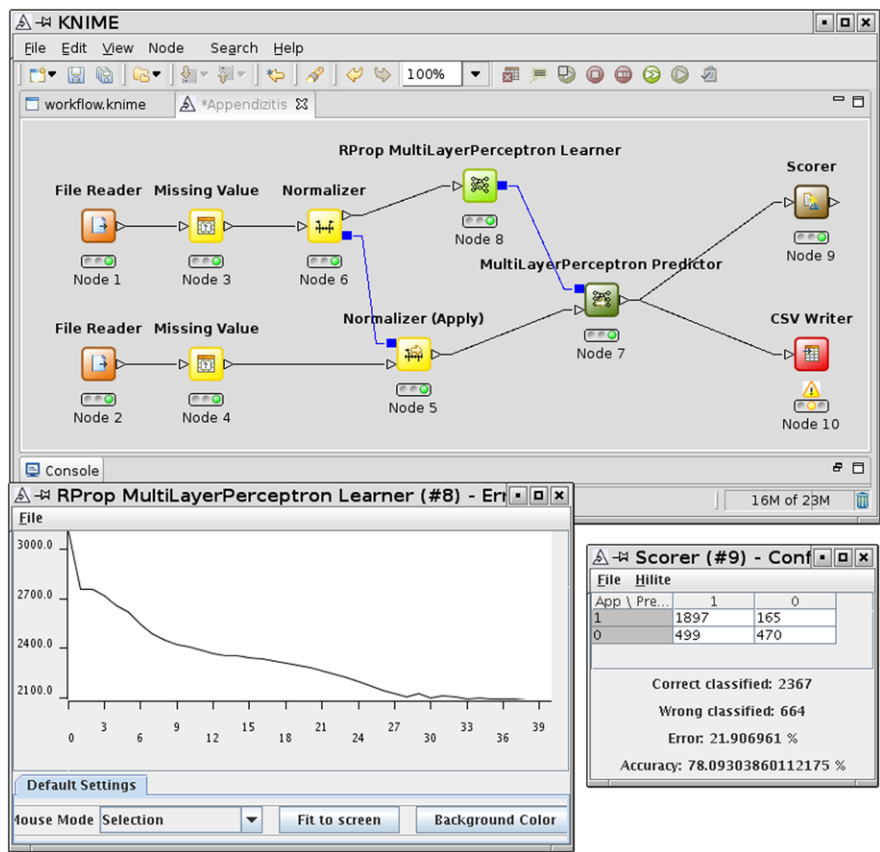 KNIME
File Edit View Node Search Help
100%
workflow.knime *Appendizitis
RProp MultiLayerPerceptron Learner
Scorer
File Reader Missing Value Normalizer
Node 8
Node 9
Node 1 Node 3 Node 6
MultiLayerPerceptron Predictor
File Reader Missing Value Normalizer (Apply) CSV Writer
Node 7
Node 2 Node 4 Node 5
Node 10
Console
16M of 23M
RProp MultiLayerPerceptron Learner (#8) - Err
File
3000.0
2700.0
2400.0
2100.0
3 9 15 21 27 33 39
0 6 12 18 24 30 36
Default Settings
Mouse Mode Selection Fit to screen Background Color
Scorer (#9) - Conf
File Hilite
App \ Pre... 1 0
1 1897 165
0 499 470
Correct classified: 2367
Wrong classified: 664
Error: 21.906961 %
Accuracy: 78.09303860112175 %